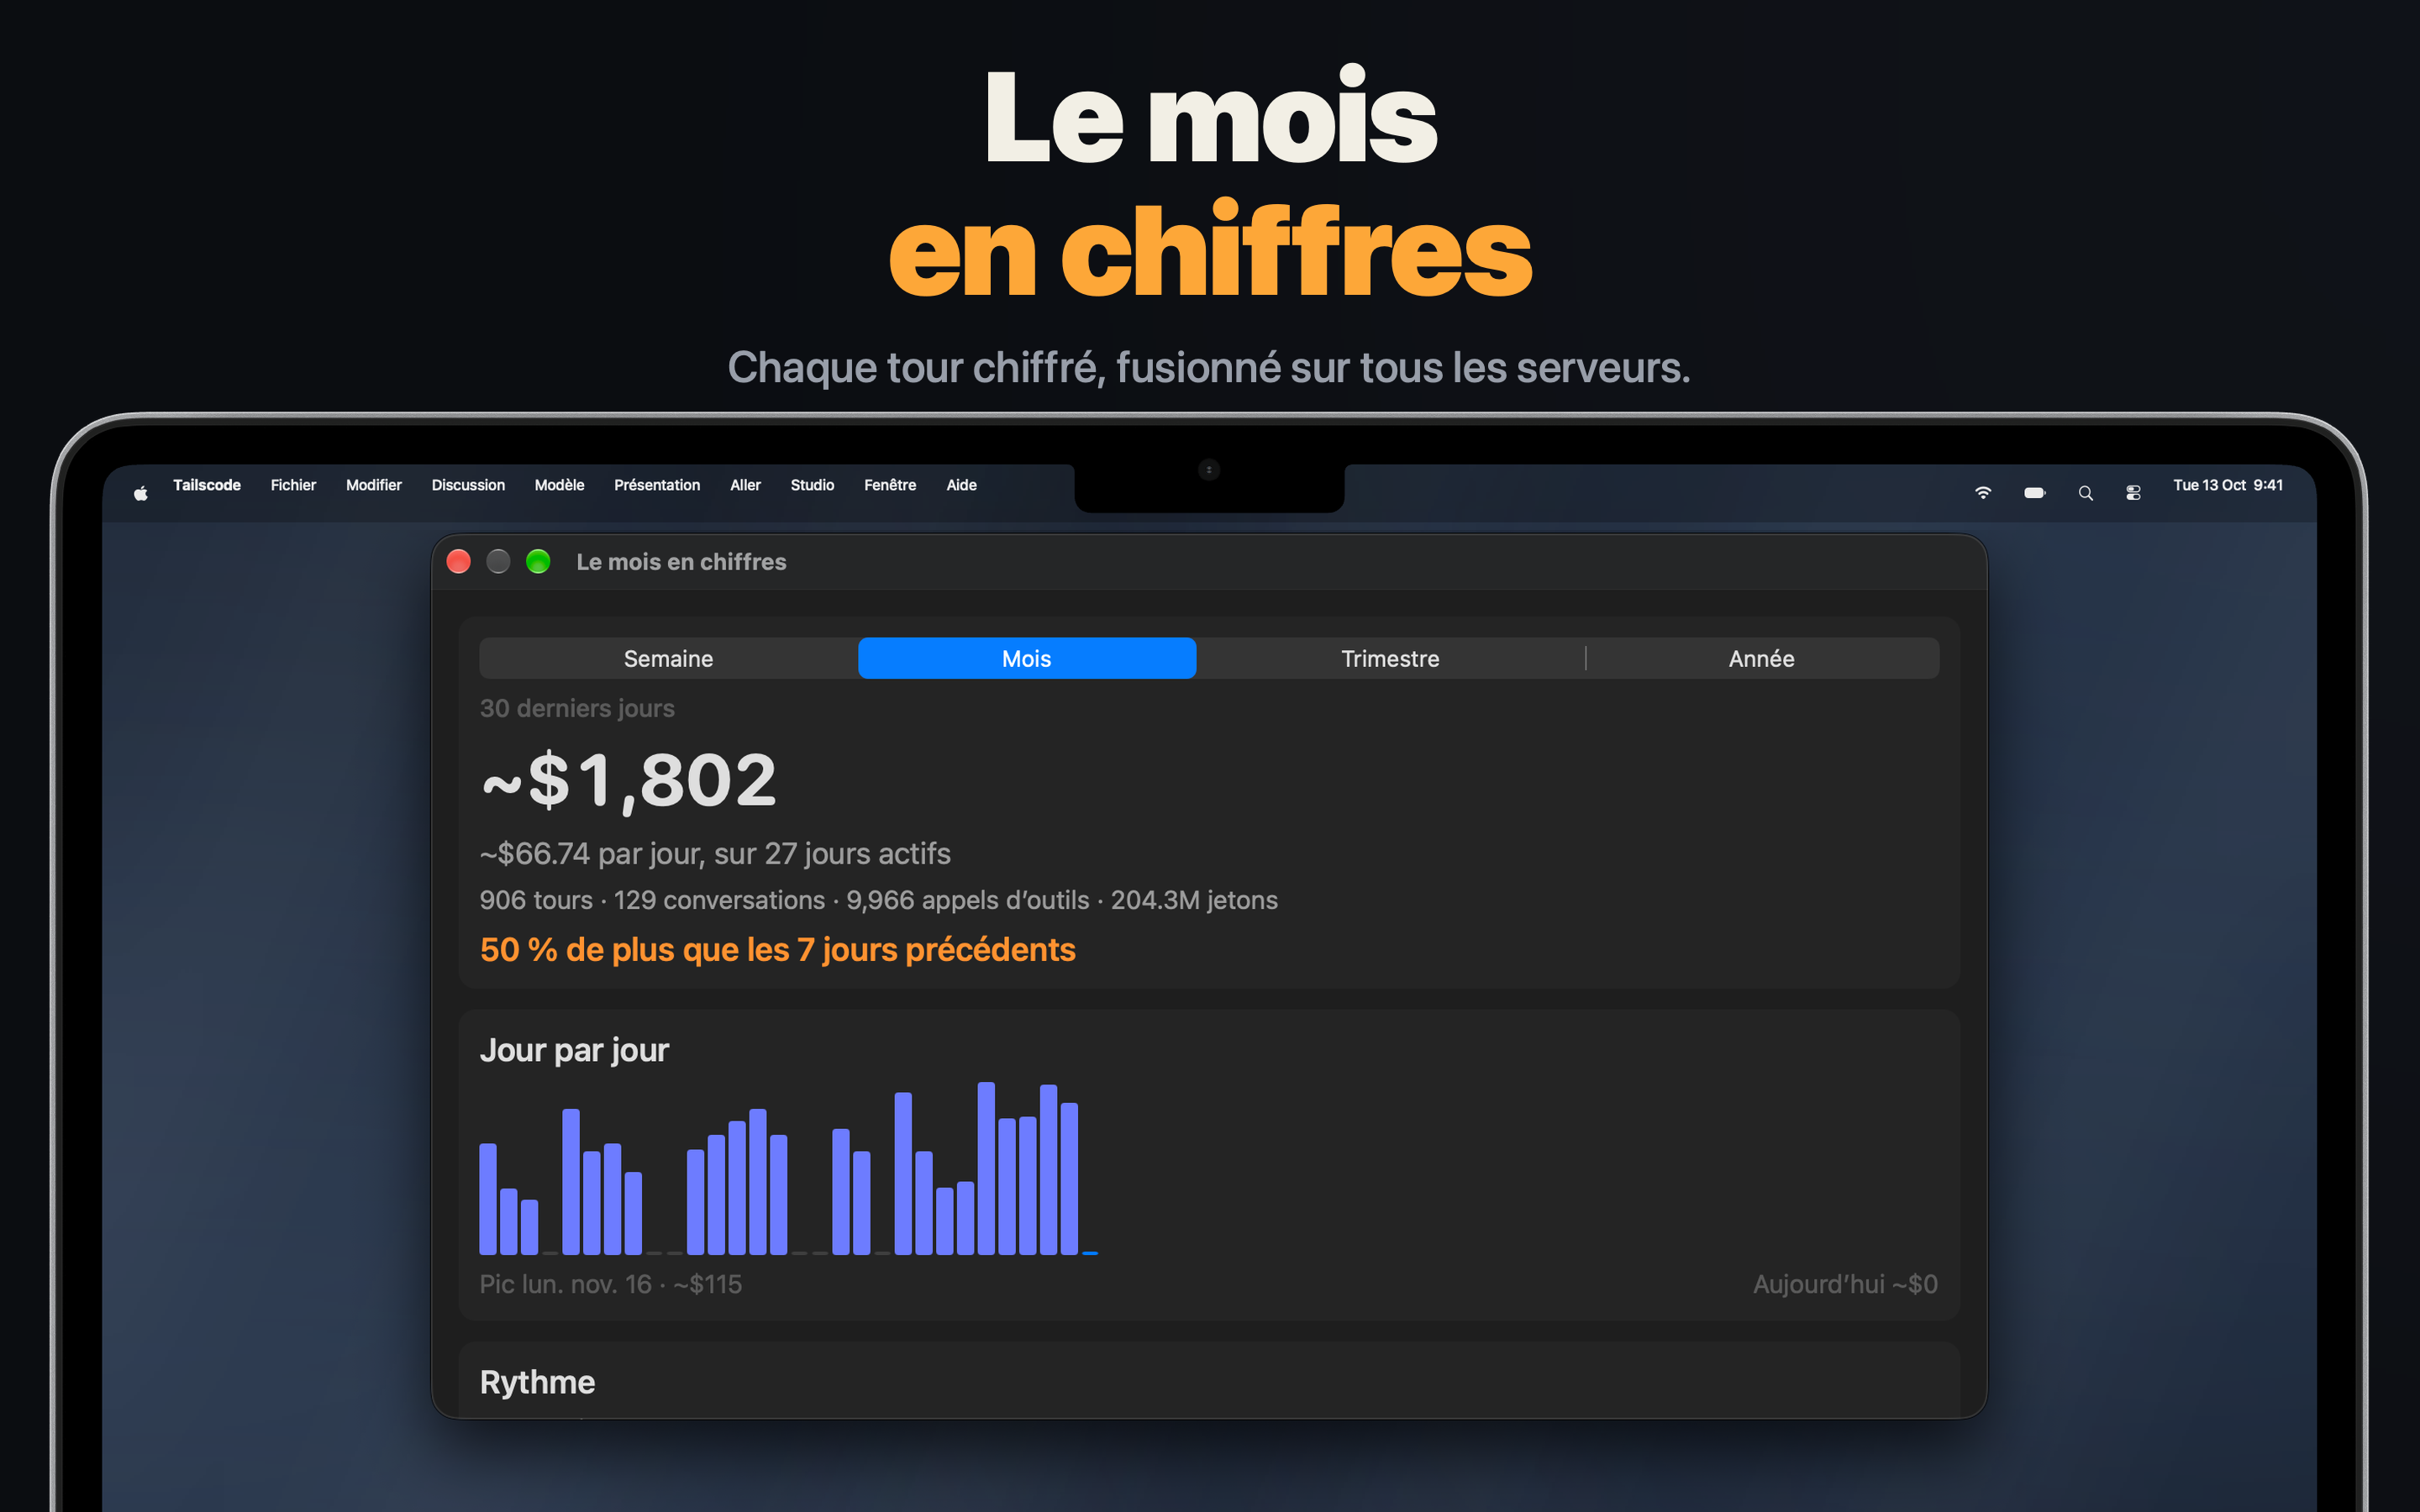 Le mois
en chiffres
Chaque tour chiffré, fusionné sur tous les serveurs.
Tailscode Fichier Modifier Discussion Modèle Présentation Aller Studio Fenêtre Aide Tue 13 Oct 9:41
Le mois en chiffres
Semaine Mois Trimestre Année
30 derniers jours
~$1,802
~$66.74 par jour, sur 27 jours actifs
906 tours · 129 conversations · 9,966 appels d’outils · 204.3M jetons
50 % de plus que les 7 jours précédents
Jour par jour
Pic lun. nov. 16 · ~$115 Aujourd’hui ~$0
Rythme